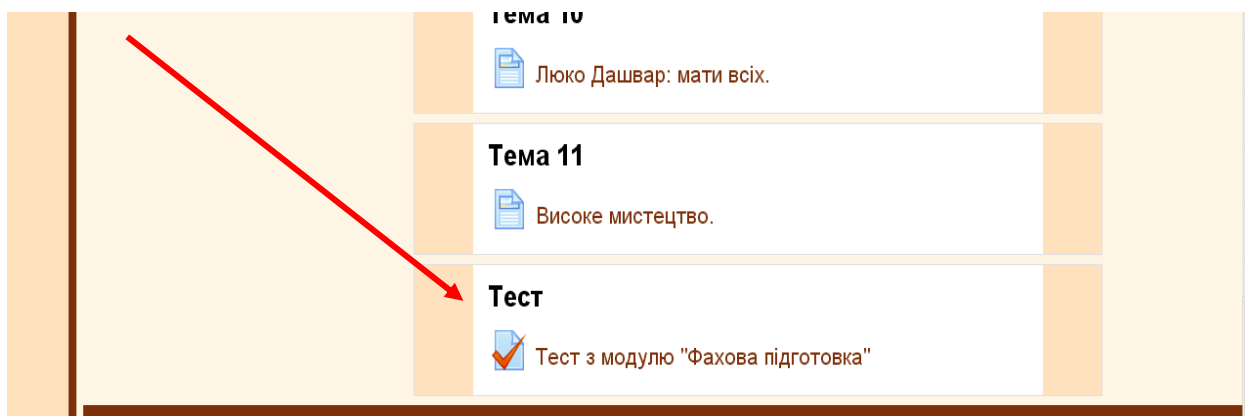 Тема 10
Люко Дашвар: мати всіх.
Тема 11
Високе мистецтво.
Тест
Тест з модулю "Фахова підготовка"